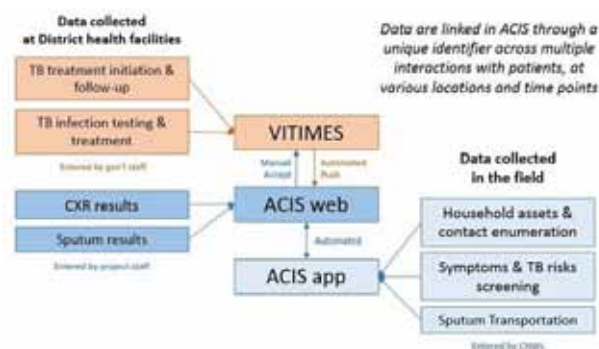 Data collected
at District health facilities
TB treatment initiation &
follow-up
TB infection testing &
treatment
Entered by gov't staff
CXR results
Sputum results
Entered by project staff
VITIMES
Manual
Accept
Automated
Push
ACIS web
Automated
ACIS app
Data are linked in ACIS through a
unique identifier across multiple
interactions with patients, at
various locations and time points
Data collected
in the field
Household assets &
contact enumeration
Symptoms & TB risks
screening
Sputum Transportation
Entered by CHWs